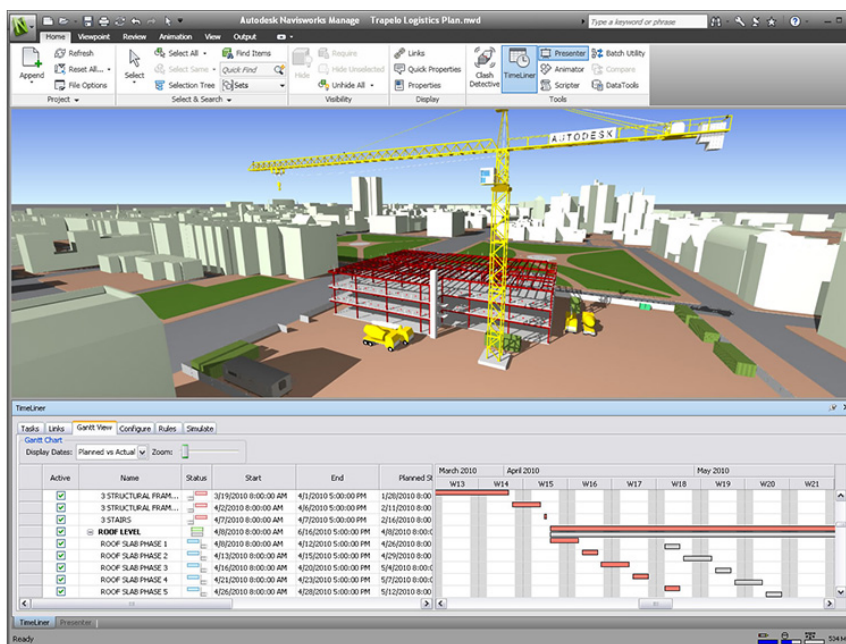 Autodesk Navisworks Manage Trapelo Logistics Plan.nwd
Type a keyword or phrase
Home Viewpoint Review Animation View Output
Append
Refresh
Reset All...
File Options
Project
Select
Select All
Select Same
Selection Tree
Find Items
Quick Find
Sets
Select & Search
Hide
Require
Hide Unselected
Unhide All
Visibility
Links
Quick Properties
Properties
Display
Clash Detective
TimeLiner
Presenter
Animator
Scripter
Batch Utility
Compare
DataTools
Tools
AUTODESK
TimeLiner
Tasks Links Gantt View Configure Rules Simulate
Gantt Chart
Display Dates: Planned vs Actual Zoom:
Active Name Status Start End Planned St
March 2010 April 2010 May 2010
W13 W14 W15 W16 W17 W18 W19 W20 W21
3 STRUCTURAL FRAM... 3/19/2010 8:00:00 AM 4/1/2010 5:00:00 PM 1/28/2010 8:00
3 STRUCTURAL FRAM... 4/2/2010 8:00:00 AM 4/6/2010 5:00:00 PM 2/11/2010 8:00
3 STAIRS 4/7/2010 8:00:00 AM 4/7/2010 5:00:00 PM 2/16/2010 8:00
ROOF LEVEL 4/8/2010 8:00:00 AM 6/16/2010 5:00:00 PM 4/8/2010 8:00:0
ROOF SLAB PHASE 1 4/8/2010 8:00:00 AM 4/12/2010 5:00:00 PM 4/26/2010 8:00
ROOF SLAB PHASE 2 4/13/2010 8:00:00 AM 4/15/2010 5:00:00 PM 4/29/2010 8:00
ROOF SLAB PHASE 3 4/16/2010 8:00:00 AM 4/20/2010 5:00:00 PM 5/4/2010 8:00:0
ROOF SLAB PHASE 4 4/21/2010 8:00:00 AM 4/23/2010 5:00:00 PM 5/7/2010 8:00:0
ROOF SLAB PHASE 5 4/26/2010 8:00:00 AM 4/28/2010 5:00:00 PM 5/12/2010 8:00
TimeLiner Presenter
Ready